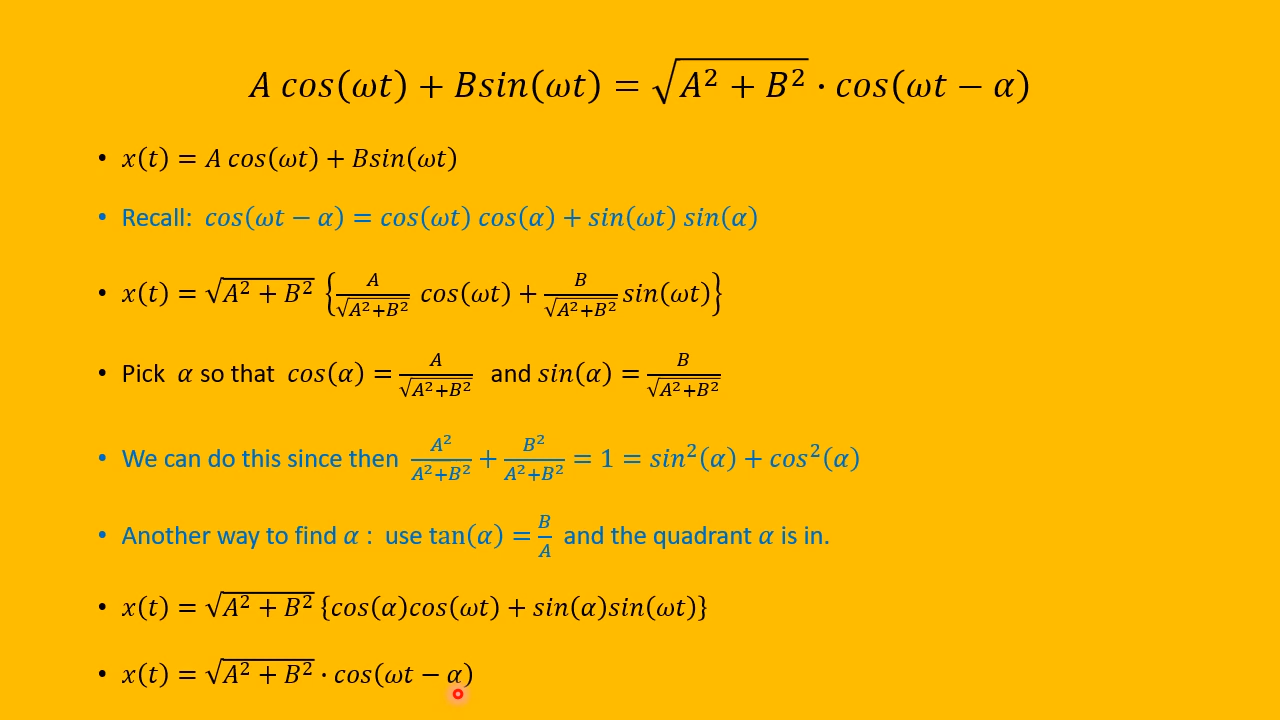 A cos(ωt) + Bsin(ωt) = √(A² + B²) · cos(ωt − α)
• x(t) = A cos(ωt) + Bsin(ωt)
• Recall: cos(ωt − α) = cos(ωt) cos(α) + sin(ωt) sin(α)
• x(t) = √(A² + B²) {A/√(A²+B²) cos(ωt) + B/√(A²+B²) sin(ωt)}
• Pick α so that cos(α) = A/√(A²+B²) and sin(α) = B/√(A²+B²)
• We can do this since then A²/(A²+B²) + B²/(A²+B²) = 1 = sin²(α) + cos²(α)
• Another way to find α : use tan(α) = B/A and the quadrant α is in.
• x(t) = √(A² + B²) {cos(α)cos(ωt) + sin(α)sin(ωt)}
• x(t) = √(A² + B²) · cos(ωt − α)